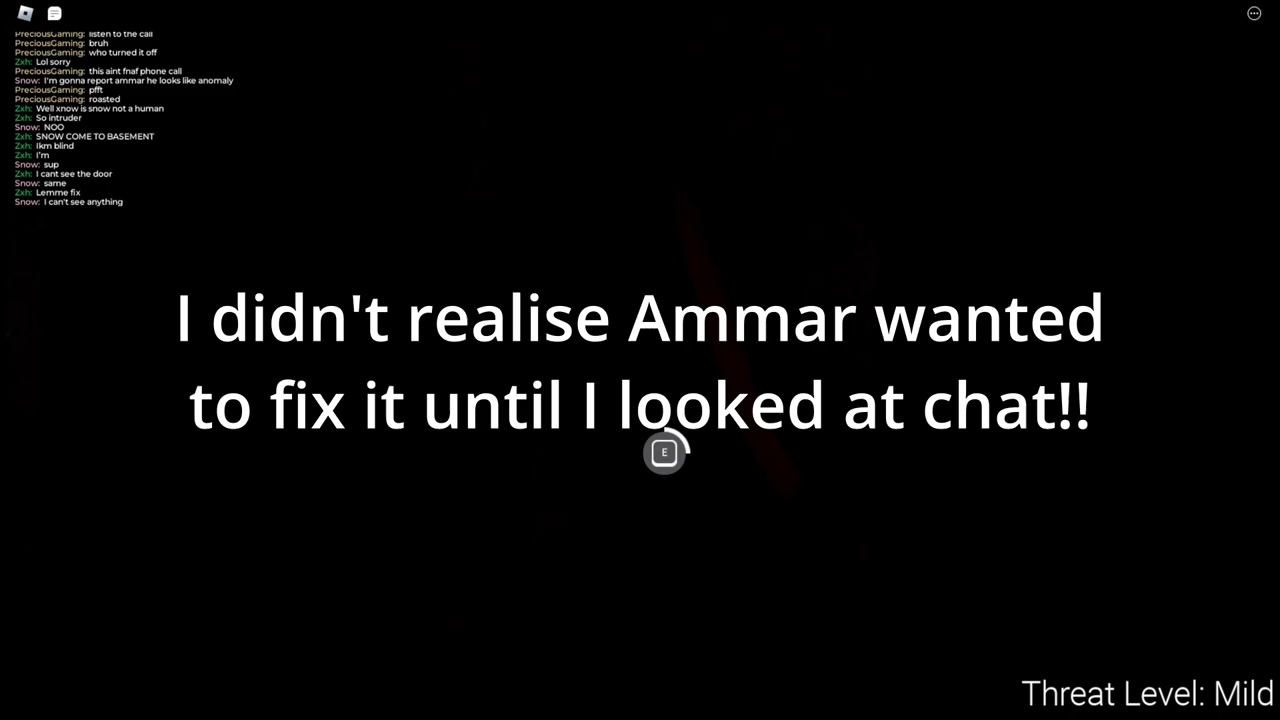 PreciousGaming: listen to the call
PreciousGaming: bruh
PreciousGaming: who turned it off
Zxh: Lol sorry
PreciousGaming: this aint fnaf phone call
Snow: I'm gonna report ammar he looks like anomaly
PreciousGaming: pfft
PreciousGaming: roasted
Zxh: Well xnow is snow not a human
Zxh: So intruder
Snow: NOO
Zxh: SNOW COME TO BASEMENT
Zxh: Ikm blind
Zxh: I'm
Snow: sup
Zxh: I cant see the door
Snow: same
Zxh: Lemme fix
Snow: I can't see anything
I didn't realise Ammar wanted
to fix it until I looked at chat!!
E
Threat Level: Mild